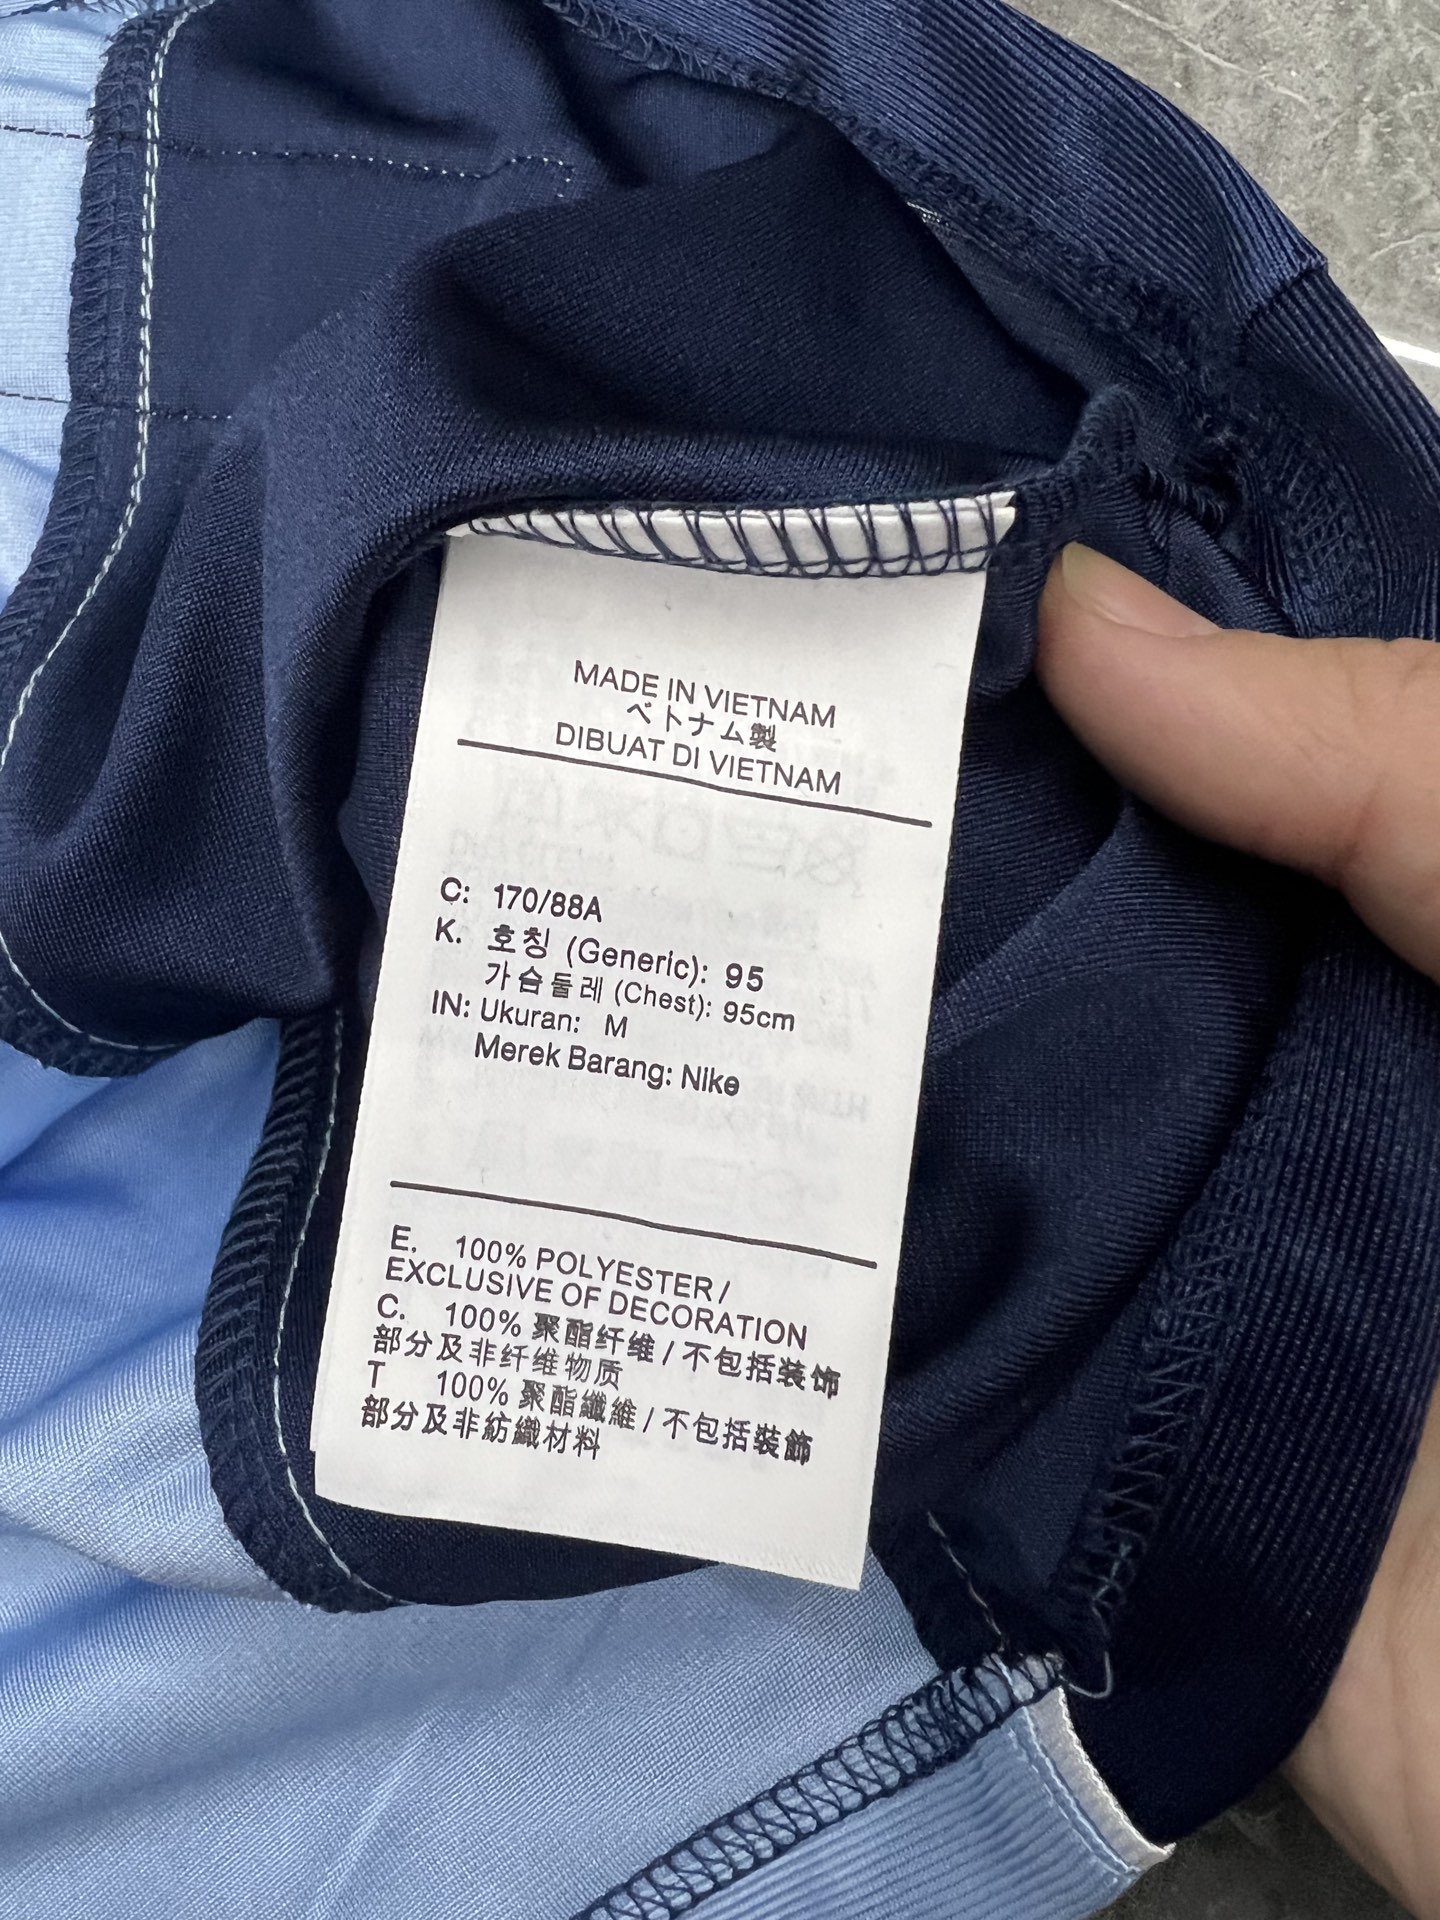 MADE IN VIETNAM
ベトナム製
DIBUAT DI VIETNAM
C: 170/88A
K. 호칭 (Generic): 95
가슴둘레 (Chest): 95cm
IN: Ukuran: M
Merek Barang: Nike
E. 100% POLYESTER /
EXCLUSIVE OF DECORATION
C. 100% 聚酯纤维 / 不包括装饰
部分及非纤维物质
T 100% 聚酯纖維 / 不包括裝飾
部分及非紡織材料